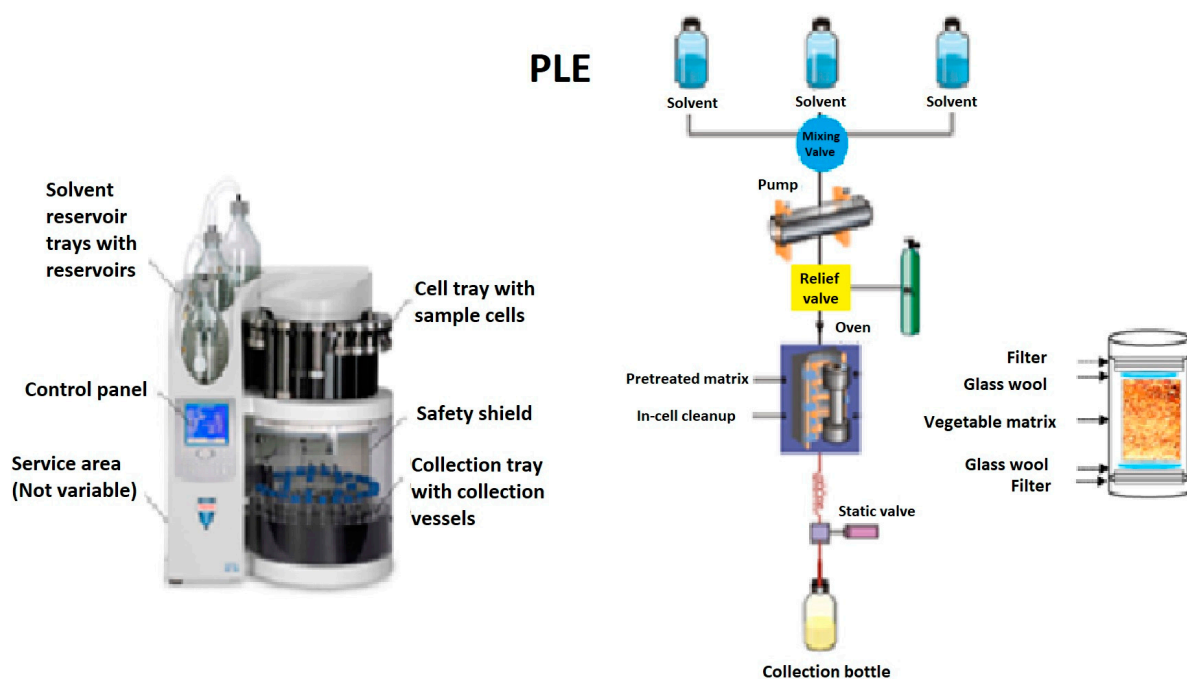 PLE
Solvent
Solvent
Solvent
Mixing
Valve
Pump
Relief
valve
Oven
Pretreated matrix
In-cell cleanup
Static valve
Collection bottle
Solvent
reservoir
trays with
reservoirs
Control panel
Service area
(Not variable)
Cell tray with
sample cells
Safety shield
Collection tray
with collection
vessels
Filter
Glass wool
Vegetable matrix
Glass wool
Filter